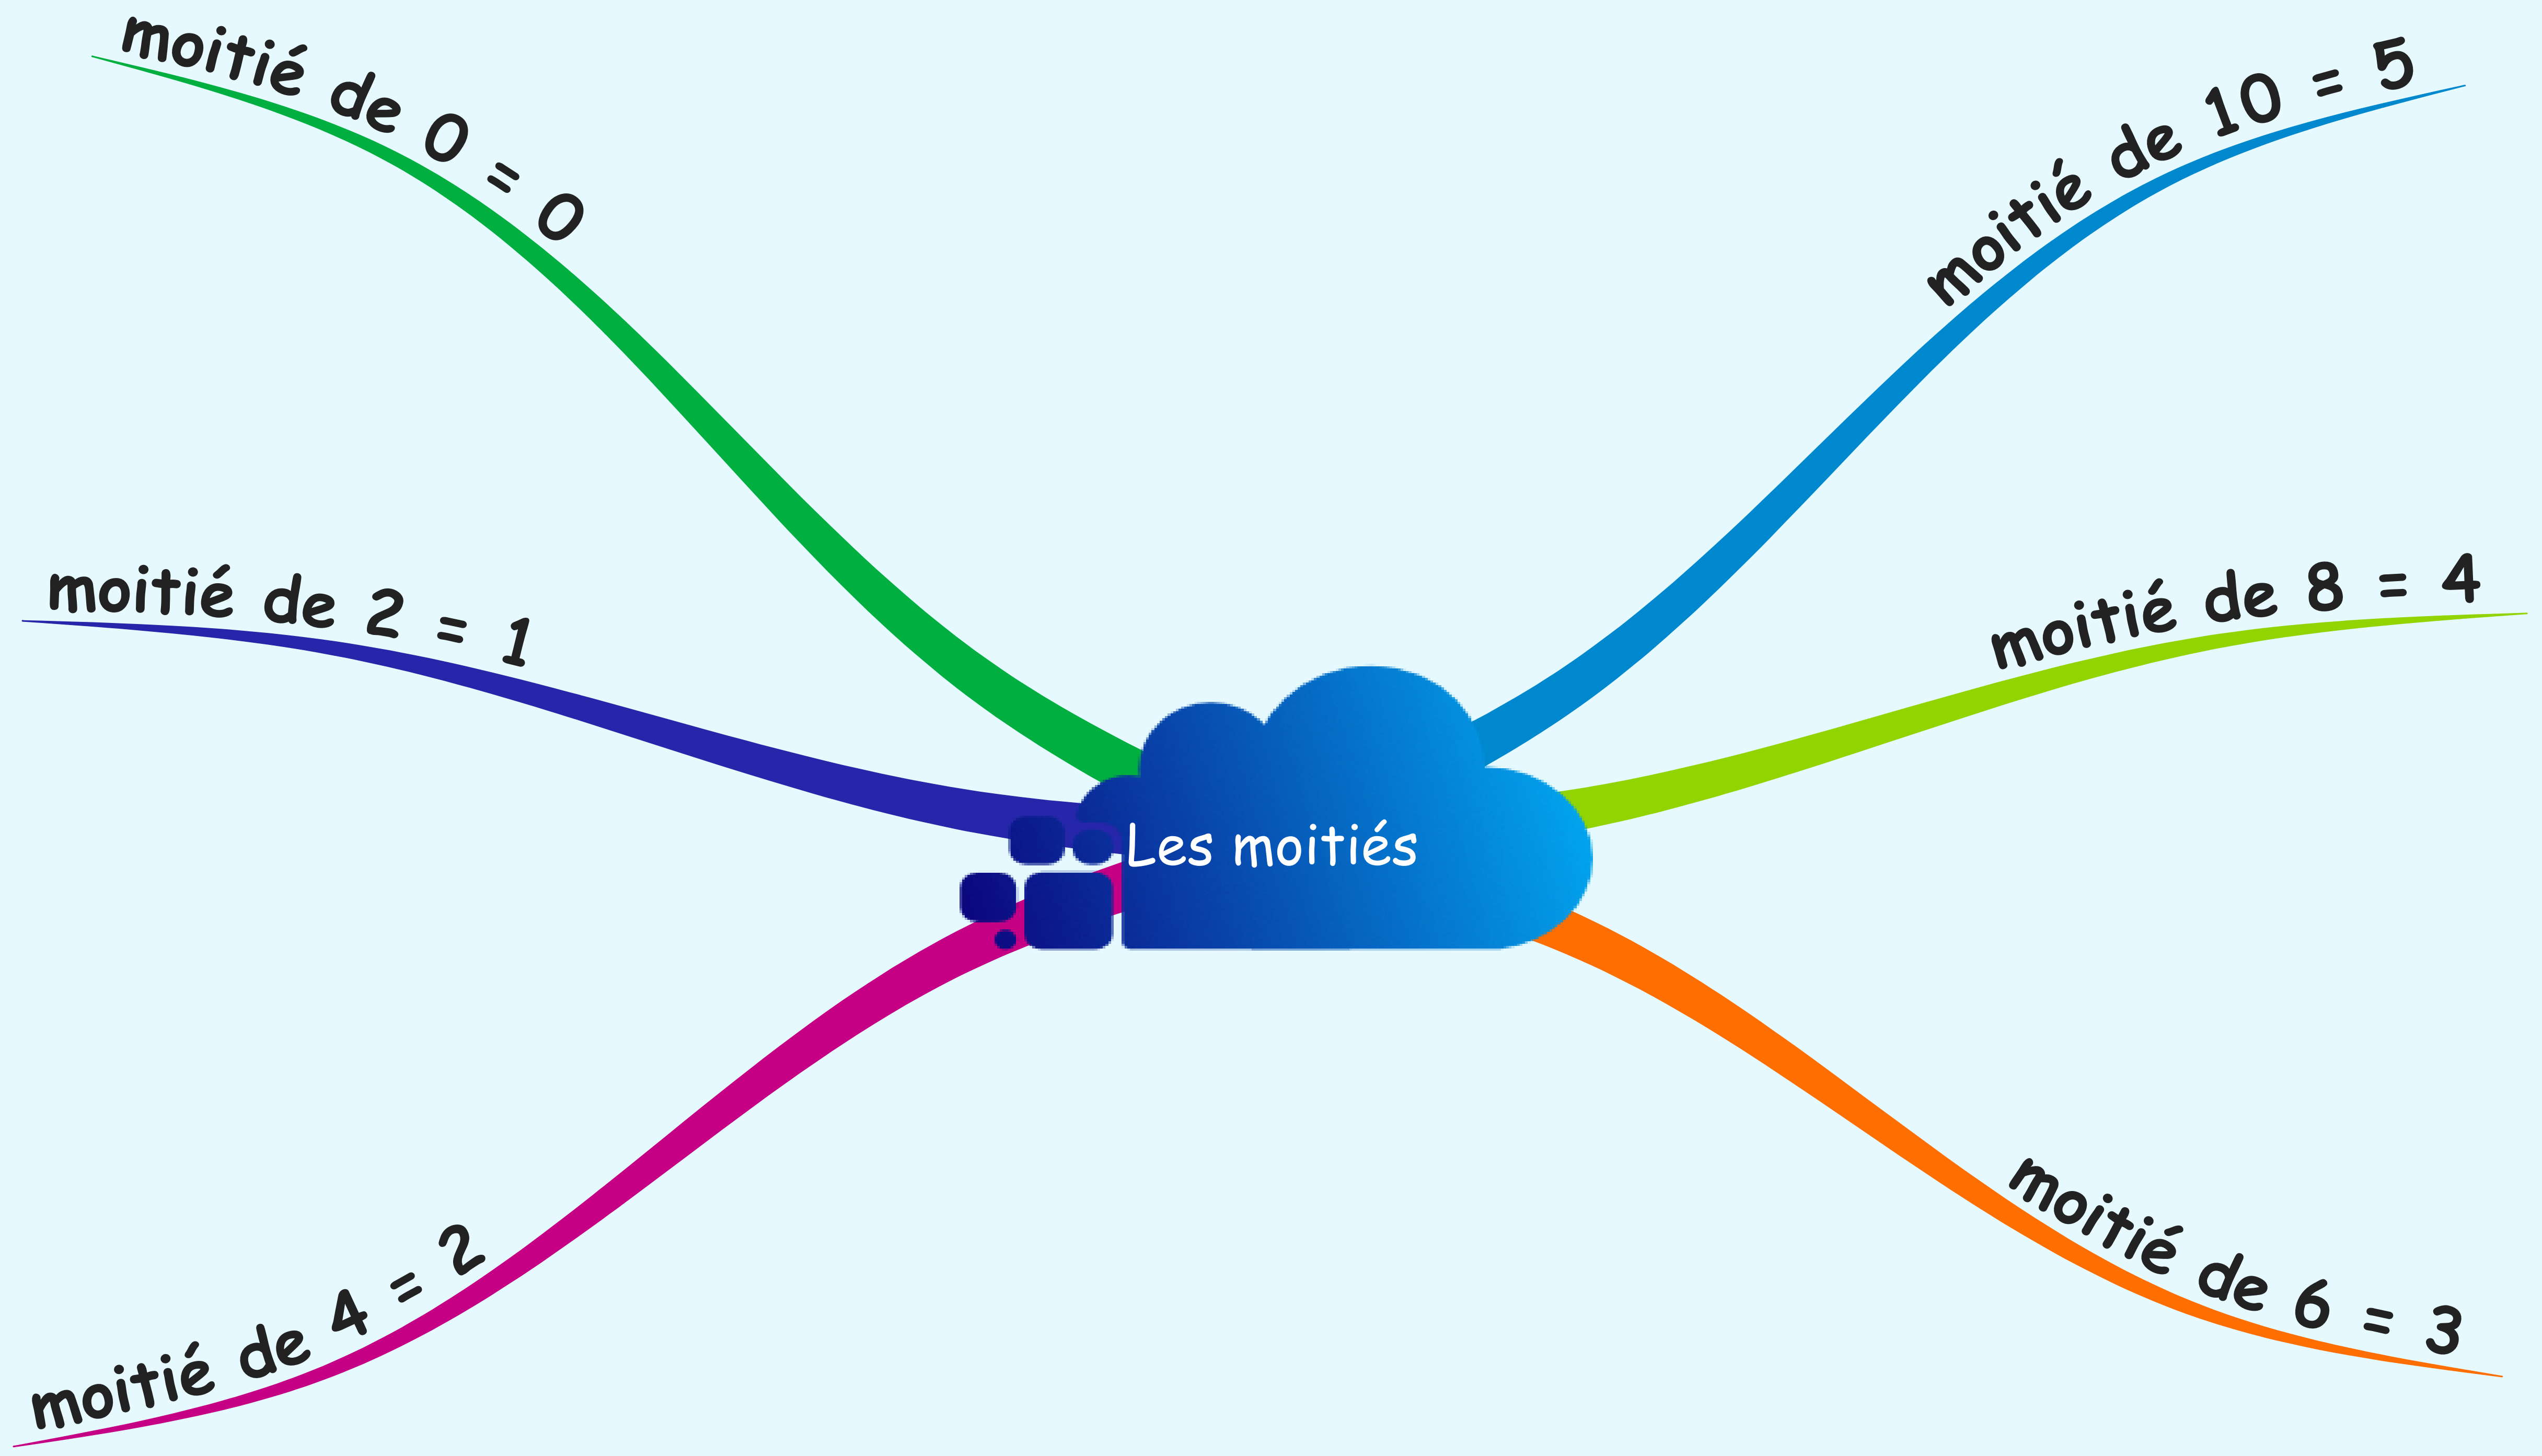 moitié de 0 = 0
moitié de 10 = 5
moitié de 2 = 1
moitié de 8 = 4
Les moitiés
moitié de 4 = 2
moitié de 6 = 3